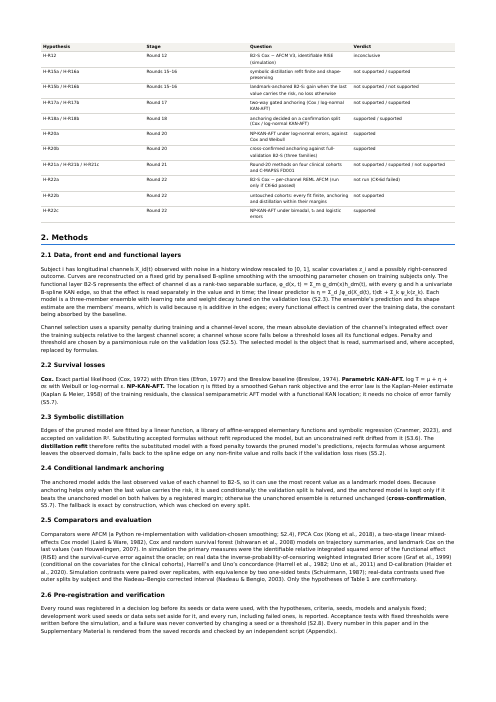 Hypothesis Stage Question Verdict
H-R12 Round 12 B2-S Cox − AFCM V3, identifiable RISE inconclusive
(simulation)
H-R15a / H-R16a Rounds 15–16 symbolic distillation refit finite and shape- not supported / supported
preserving
H-R15b / H-R16b Rounds 15–16 landmark-anchored B2-S: gain when the last supported / not supported
value carries the risk, no loss otherwise
H-R17a / H-R17b Round 17 two-way gated anchoring (Cox / log-normal not supported / not supported
KAN-AFT)
H-R18a / H-R18b Round 18 anchoring decided on a confirmation split supported / supported
(Cox / log-normal KAN-AFT)
H-R20a Round 20 NP-KAN-AFT under log-normal errors, against supported
Cox and Weibull
H-R20b Round 20 cross-confirmed anchoring against full- supported
validation B2-S (three families)
H-R21a / H-R21b / H-R21c Round 21 Round-20 methods on four clinical cohorts not supported / supported / not supported
and C-MAPSS FD001
H-R22a Round 22 B2-S Cox − per-channel REML AFCM (run not run (CK6d failed)
only if CK6d passed)
H-R22b Round 22 untouched cohorts: every fit finite, anchoring not supported
and distillation within their margins
H-R22c Round 22 NP-KAN-AFT under bimodal, t₃ and logistic supported
errors
2. Methods
2.1 Data, front end and functional layers
Subject i has longitudinal channels X_id(t) observed with noise in a history window rescaled to [0, 1], scalar covariates z_i and a possibly right-censored
outcome. Curves are reconstructed on a fixed grid by penalised B-spline smoothing with the smoothing parameter chosen on training subjects only. The
functional layer B2-S represents the effect of channel d as a rank-two separable surface, φ_d(x, t) = Σ_m g_dm(x)h_dm(t), with every g and h a univariate
B-spline KAN edge, so that the effect is read separately in the value and in time; the linear predictor is η = Σ_d ∫φ_d(X_d(t), t)dt + Σ_k ψ_k(z_k). Each
model is a three-member ensemble with learning rate and weight decay tuned on the validation loss (S2.3). The ensemble's prediction and its shape
estimate are the members' means, which is valid because η is additive in the edges; every functional effect is centred over the training data, the constant
being absorbed by the baseline.
Channel selection uses a sparsity penalty during training and a channel-level score, the mean absolute deviation of the channel's integrated effect over
the training subjects relative to the largest channel score; a channel whose score falls below a threshold loses all its functional edges. Penalty and
threshold are chosen by a parsimonious rule on the validation loss (S2.5). The selected model is the object that is read, summarised and, where accepted,
replaced by formulas.
2.2 Survival losses
Cox. Exact partial likelihood (Cox, 1972) with Efron ties (Efron, 1977) and the Breslow baseline (Breslow, 1974). Parametric KAN-AFT. log T = μ + η +
σε with Weibull or log-normal ε. NP-KAN-AFT. The location η is fitted by a smoothed Gehan rank objective and the error law is the Kaplan–Meier estimate
(Kaplan & Meier, 1958) of the training residuals, the classical semiparametric AFT model with a functional KAN location; it needs no choice of error family
(S5.7).
2.3 Symbolic distillation
Edges of the pruned model are fitted by a linear function, a library of affine-wrapped elementary functions and symbolic regression (Cranmer, 2023), and
accepted on validation R². Substituting accepted formulas without refit reproduced the model, but an unconstrained refit drifted from it (S3.6). The
distillation refit therefore refits the substituted model with a fixed penalty towards the pruned model's predictions, rejects formulas whose argument
leaves the observed domain, falls back to the spline edge on any non-finite value and rolls back if the validation loss rises (S5.2).
2.4 Conditional landmark anchoring
The anchored model adds the last observed value of each channel to B2-S, so it can use the most recent value as a landmark model does. Because
anchoring helps only when the last value carries the risk, it is used conditionally: the validation split is halved, and the anchored model is kept only if it
beats the unanchored model on both halves by a registered margin; otherwise the unanchored ensemble is returned unchanged (cross-confirmation,
S5.7). The fallback is exact by construction, which was checked on every split.
2.5 Comparators and evaluation
Comparators were AFCM (a Python re-implementation with validation-chosen smoothing; S2.4), FPCA Cox (Kong et al., 2018), a two-stage linear mixed-
effects Cox model (Laird & Ware, 1982), Cox and random survival forest (Ishwaran et al., 2008) models on trajectory summaries, and landmark Cox on the
last values (van Houwelingen, 2007). In simulation the primary measures were the identifiable relative integrated squared error of the functional effect
(RISE) and the survival-curve error against the oracle; on real data the inverse-probability-of-censoring weighted integrated Brier score (Graf et al., 1999)
(conditional on the covariates for the clinical cohorts), Harrell's and Uno's concordance (Harrell et al., 1982; Uno et al., 2011) and D-calibration (Haider et
al., 2020). Simulation contrasts were paired over replicates, with equivalence by two one-sided tests (Schuirmann, 1987); real-data contrasts used five
outer splits by subject and the Nadeau–Bengio corrected interval (Nadeau & Bengio, 2003). Only the hypotheses of Table 1 are confirmatory.
2.6 Pre-registration and verification
Every round was registered in a decision log before its seeds or data were used, with the hypotheses, criteria, seeds, models and analysis fixed;
development work used seeds or data sets set aside for it, and every run, including failed ones, is reported. Acceptance tests with fixed thresholds were
written before the simulation, and a failure was never converted by changing a seed or a threshold (S2.8). Every number in this paper and in the
Supplementary Material is rendered from the saved records and checked by an independent script (Appendix).